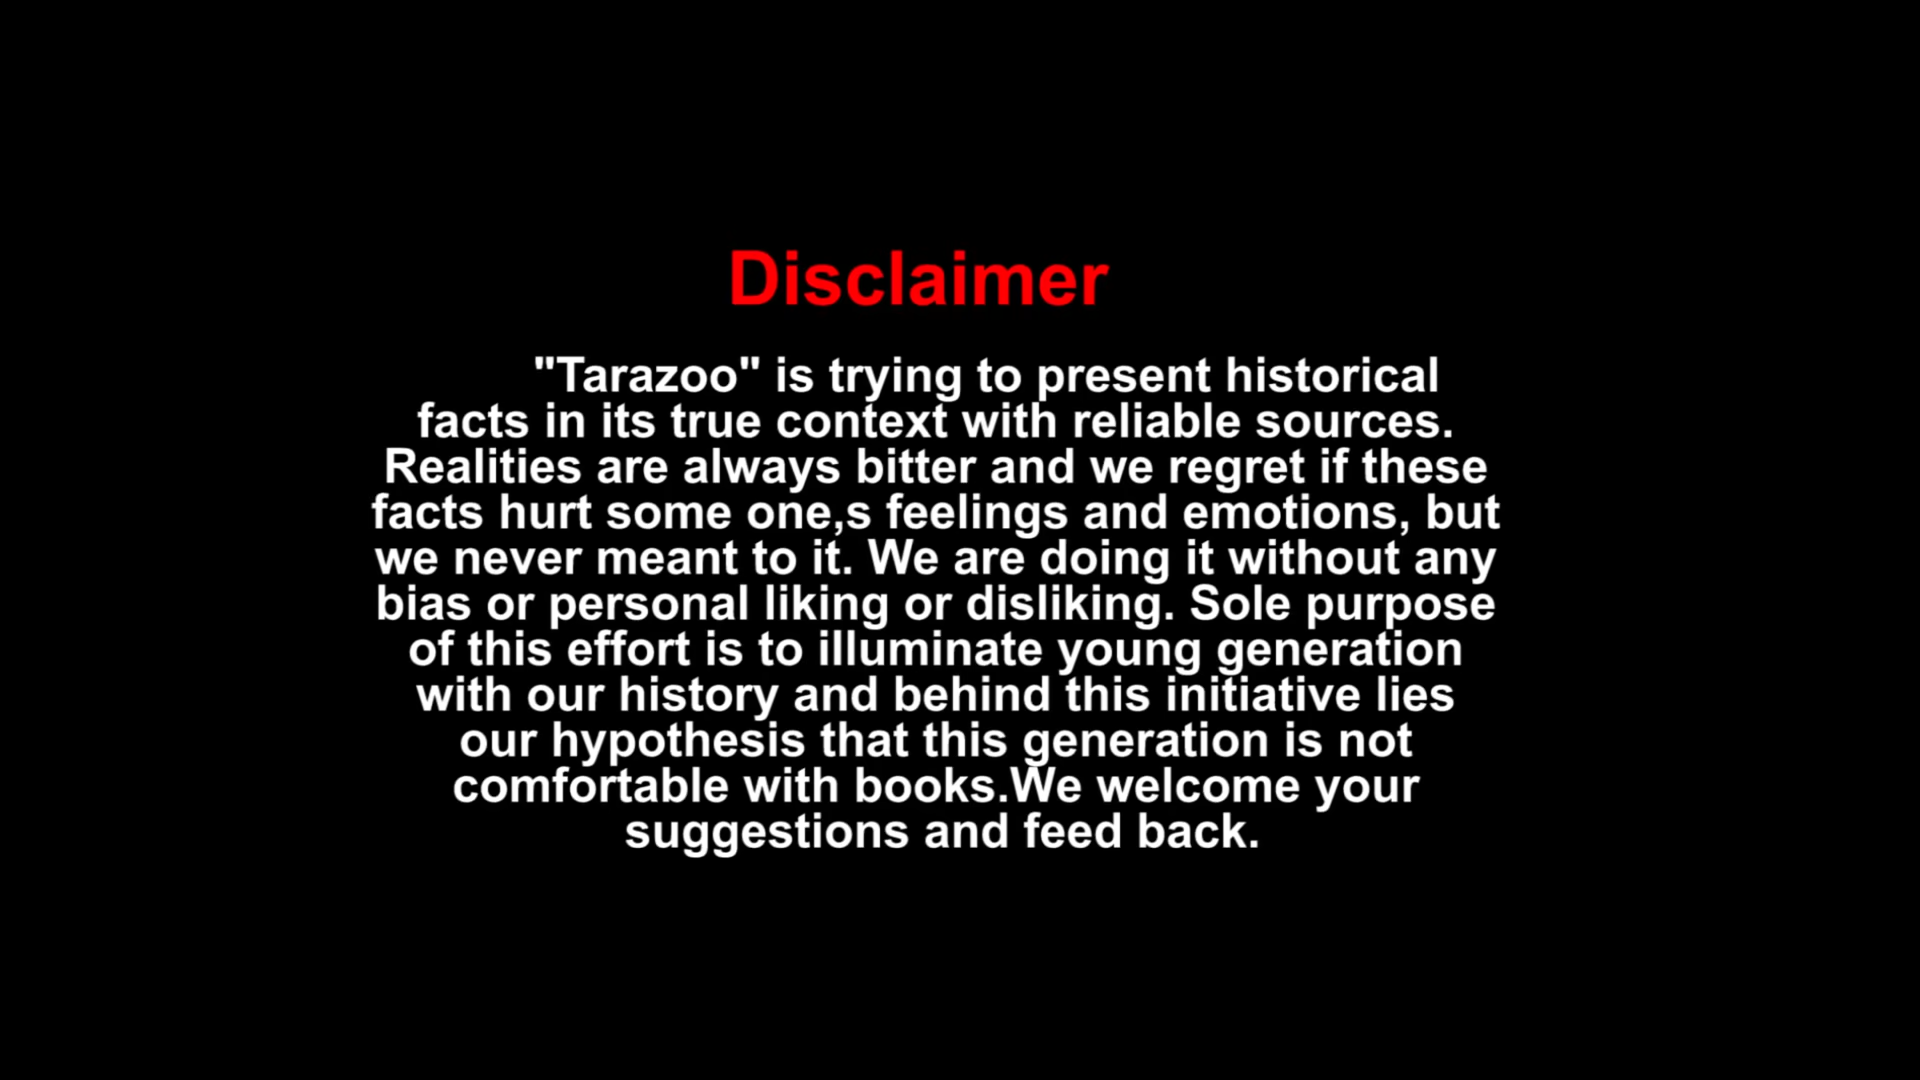 Disclaimer
"Tarazoo" is trying to present historical
facts in its true context with reliable sources.
Realities are always bitter and we regret if these
facts hurt some one,s feelings and emotions, but
we never meant to it. We are doing it without any
bias or personal liking or disliking. Sole purpose
of this effort is to illuminate young generation
with our history and behind this initiative lies
our hypothesis that this generation is not
comfortable with books.We welcome your
suggestions and feed back.